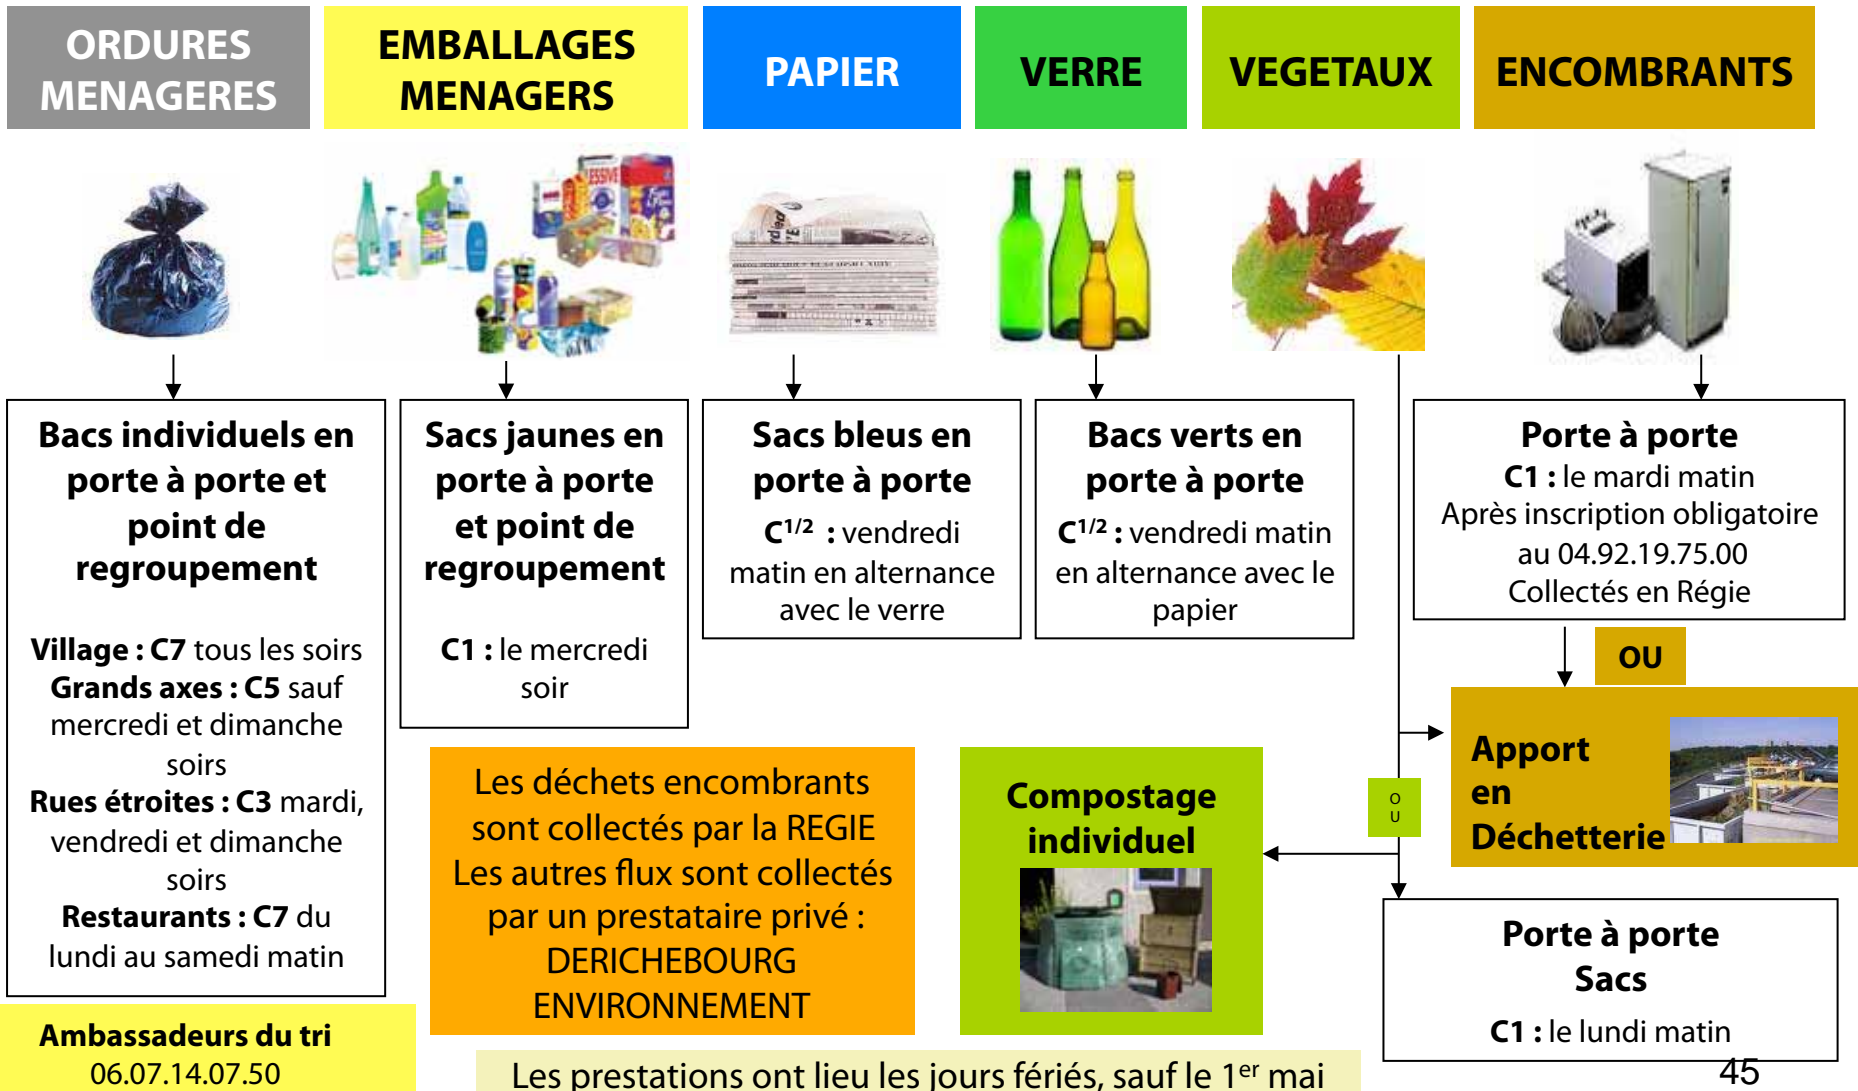 ORDURES
MENAGERES
EMBALLAGES
MENAGERS
PAPIER
VERRE
VEGETAUX
ENCOMBRANTS
ESSIVE
Bacs individuels en
porte à porte et
point de
regroupement
Village : C7 tous les soirs
Grands axes : C5 sauf
mercredi et dimanche
soirs
Rues étroites : C3 mardi,
vendredi et dimanche
soirs
Restaurants : C7 du
lundi au samedi matin
Sacs jaunes en
porte à porte
et point de
regroupement
C1 : le mercredi
soir
Sacs bleus en
porte à porte
C1/2 : vendredi
matin en alternance
avec le verre
Bacs verts en
porte à porte
C1/2 : vendredi matin
en alternance avec le
papier
Porte à porte
C1 : le mardi matin
Après inscription obligatoire
au 04.92.19.75.00
Collectés en Régie
OU
Apport
en
Déchetterie
O
U
Compostage
individuel
Les déchets encombrants
sont collectés par la REGIE
Les autres flux sont collectés
par un prestataire privé :
DERICHEBOURG
ENVIRONNEMENT
Porte à porte
Sacs
C1 : le lundi matin
Ambassadeurs du tri
06.07.14.07.50
Les prestations ont lieu les jours fériés, sauf le 1er mai
45